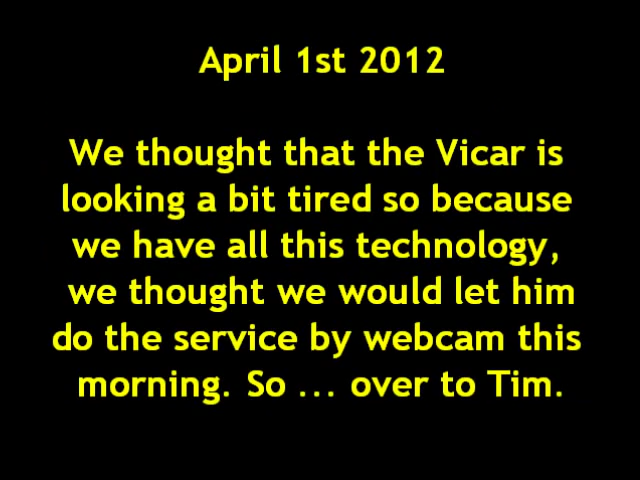 April 1st 2012
We thought that the Vicar is
looking a bit tired so because
we have all this technology,
we thought we would let him
do the service by webcam this
morning. So ... over to Tim.